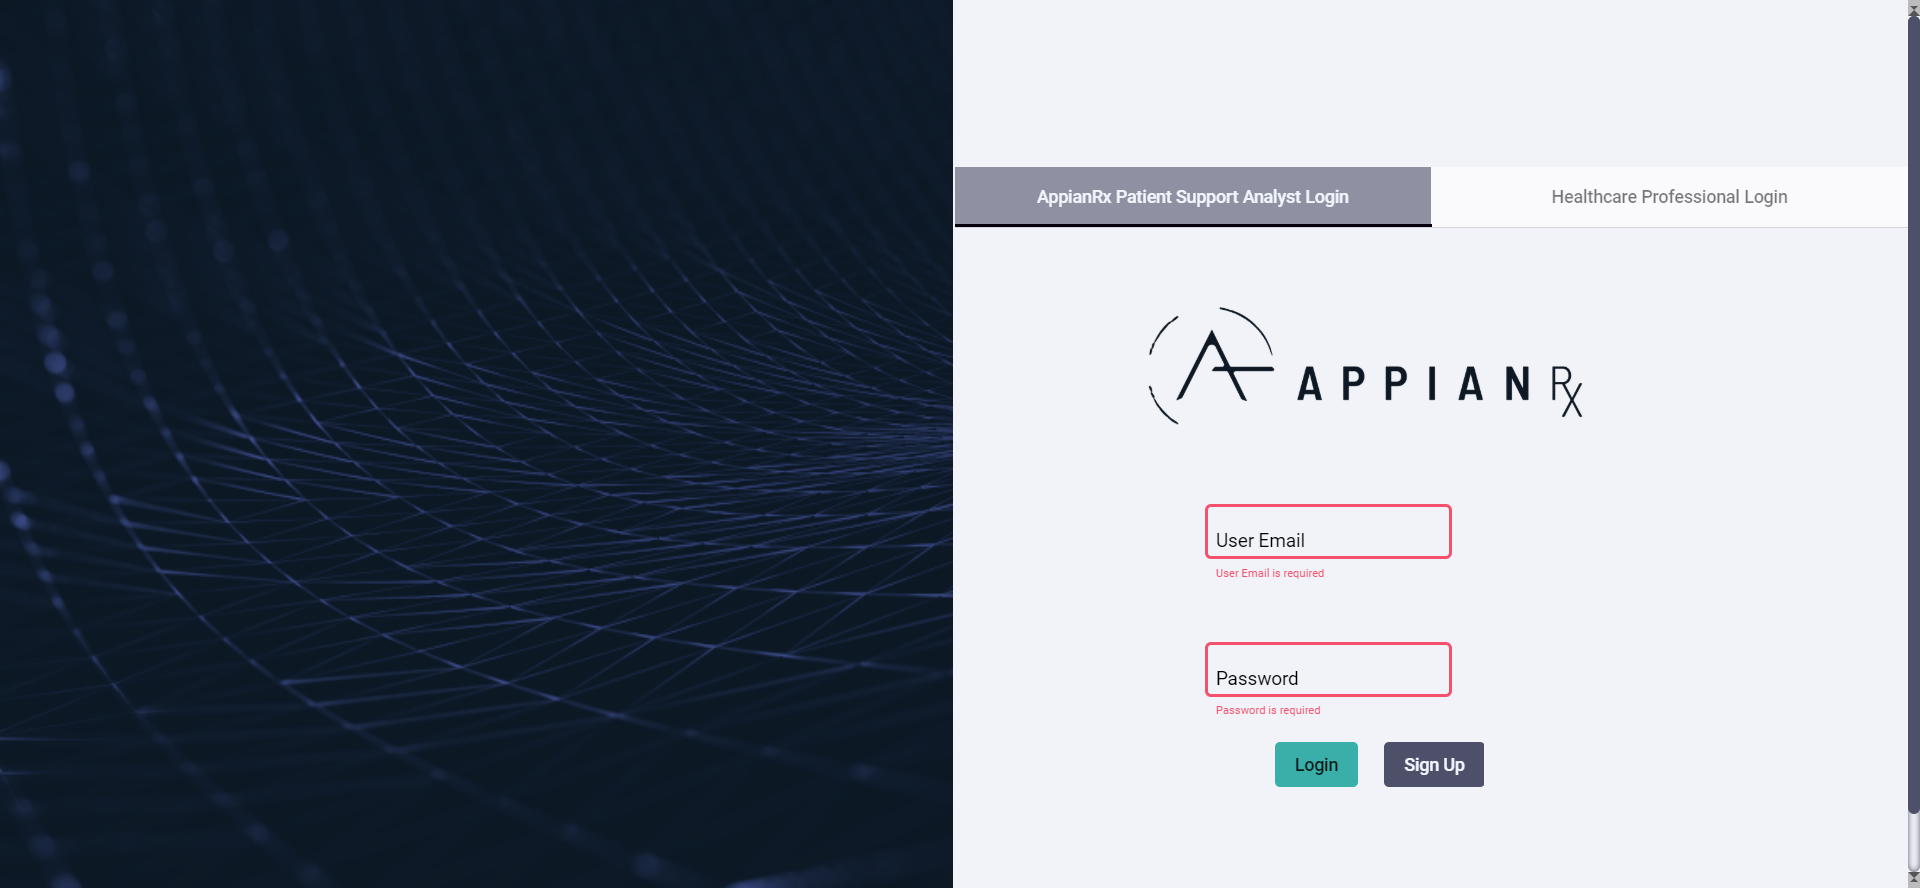 AppianRx Patient Support Analyst Login
Healthcare Professional Login
APPIAN Rx
User Email
User Email is required
Password
Password is required
Login
Sign Up